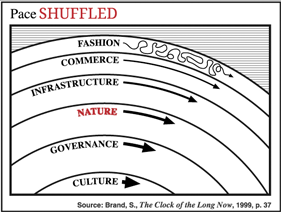 Pace SHUFFLED
FASHION
COMMERCE
INFRASTRUCTURE
NATURE
GOVERNANCE
CULTURE
Source: Brand, S., The Clock of the Long Now, 1999, p. 37